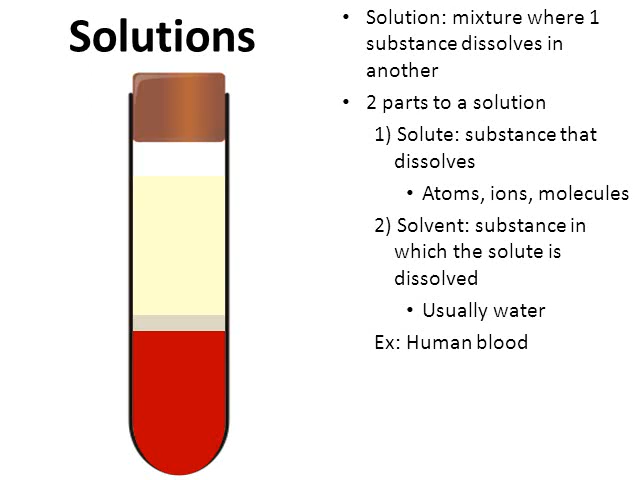 Solutions
• Solution: mixture where 1
substance dissolves in
another
• 2 parts to a solution
1) Solute: substance that
dissolves
• Atoms, ions, molecules
2) Solvent: substance in
which the solute is
dissolved
• Usually water
Ex: Human blood